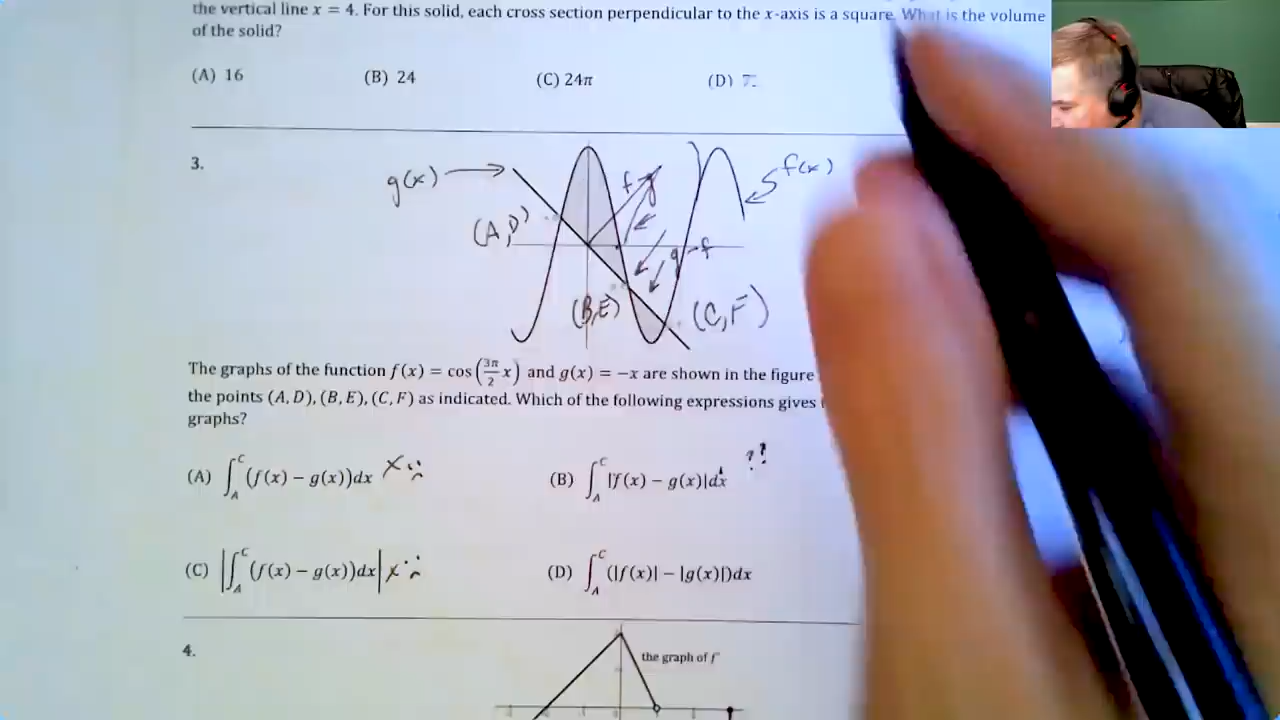 the vertical line x = 4. For this solid, each cross section perpendicular to the x-axis is a square. What is the volume
of the solid?
(A) 16
(B) 24
(C) 24π
(D) 7
3.
g(x)
f(x)
(A,D)
f
g-f
(B,E)
(C,F)
The graphs of the function f(x) = cos(3π/2 x) and g(x) = −x are shown in the figure
the points (A, D), (B, E), (C, F) as indicated. Which of the following expressions gives
graphs?
(A) ∫_A^C (f(x) − g(x))dx X
(B) ∫_A^C |f(x) − g(x)|dx ??
(C) |∫_A^C (f(x) − g(x))dx| x
(D) ∫_A^C (|f(x)| − |g(x)|)dx
4.
the graph of f'